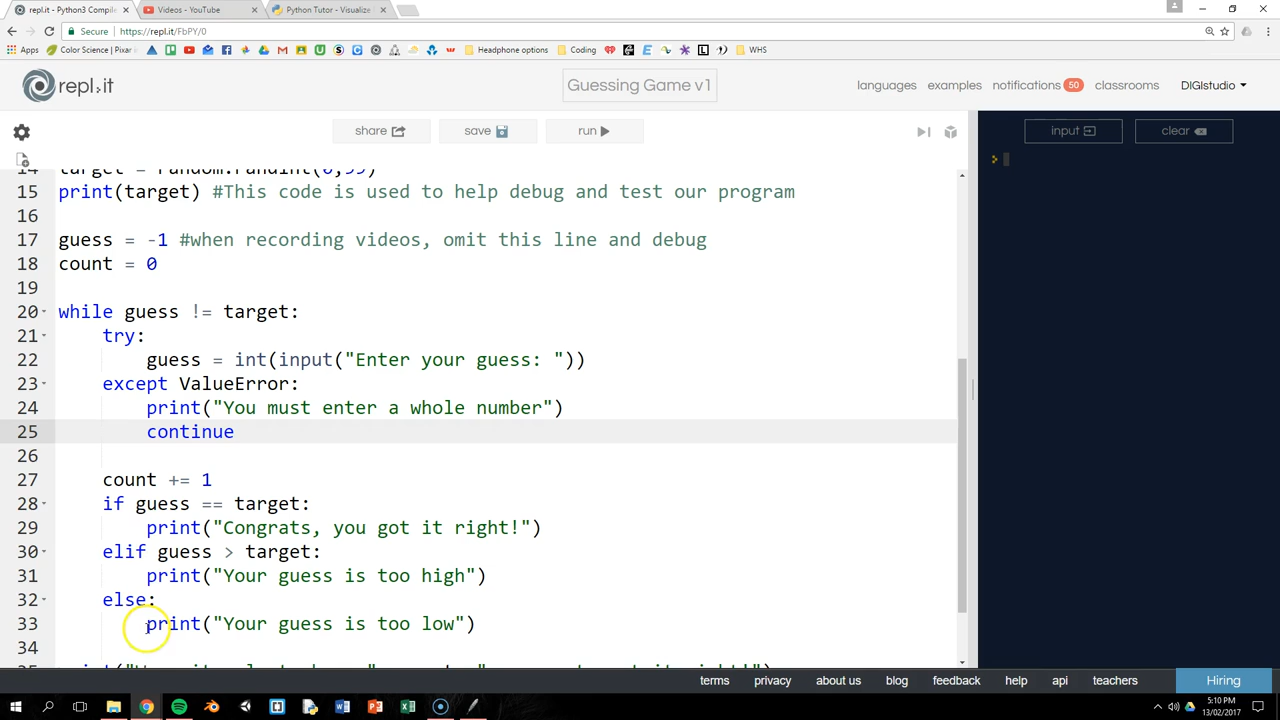 repl.it - Python3 Compile
Videos - YouTube
Python Tutor - Visualize
Secure
https://repl.it/FbPY/0
Apps
Color Science | Pixar i
Headphone options
Coding
WHS
repl.it
Guessing Game v1
languages
examples
notifications 50
classrooms
DIGIstudio
share
save
run
input
clear
14 target = random.randint(0,99)
15 print(target) #This code is used to help debug and test our program
16
17 guess = -1 #when recording videos, omit this line and debug
18 count = 0
19
20 while guess != target:
21 try:
22 guess = int(input("Enter your guess: "))
23 except ValueError:
24 print("You must enter a whole number")
25 continue
26
27 count += 1
28 if guess == target:
29 print("Congrats, you got it right!")
30 elif guess > target:
31 print("Your guess is too high")
32 else:
33 print("Your guess is too low")
34
terms
privacy
about us
blog
feedback
help
api
teachers
Hiring
5:10 PM
13/02/2017